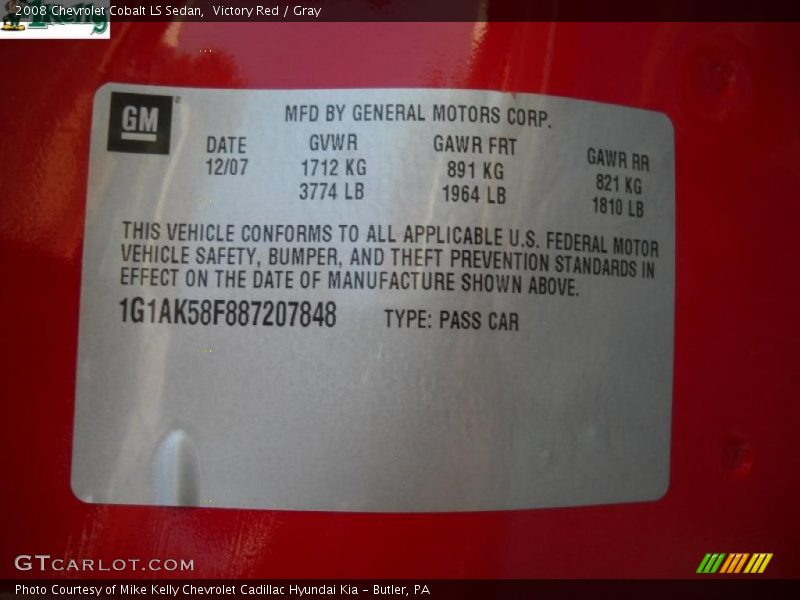 2008 Chevrolet Cobalt LS Sedan,  Victory Red / Gray
GM
MFD BY GENERAL MOTORS CORP.
DATE GVWR GAWR FRT GAWR RR
12/07 1712 KG 891 KG 821 KG
3774 LB 1964 LB 1810 LB
THIS VEHICLE CONFORMS TO ALL APPLICABLE U.S. FEDERAL MOTOR
VEHICLE SAFETY, BUMPER, AND THEFT PREVENTION STANDARDS IN
EFFECT ON THE DATE OF MANUFACTURE SHOWN ABOVE.
1G1AK58F887207848 TYPE: PASS CAR
GTCARLOT.COM
Photo Courtesy of Mike Kelly Chevrolet Cadillac Hyundai Kia - Butler, PA